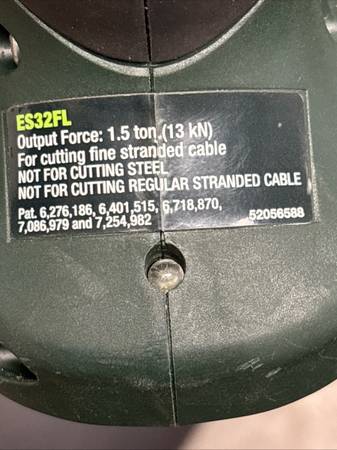 ES32FL
Output Force: 1.5 ton (13 kN)
For cutting fine stranded cable
NOT FOR CUTTING STEEL
NOT FOR CUTTING REGULAR STRANDED CABLE
Pat. 6,276,186, 6,401,515, 6,718,870,
7,086,979 and 7,254,982
52056588